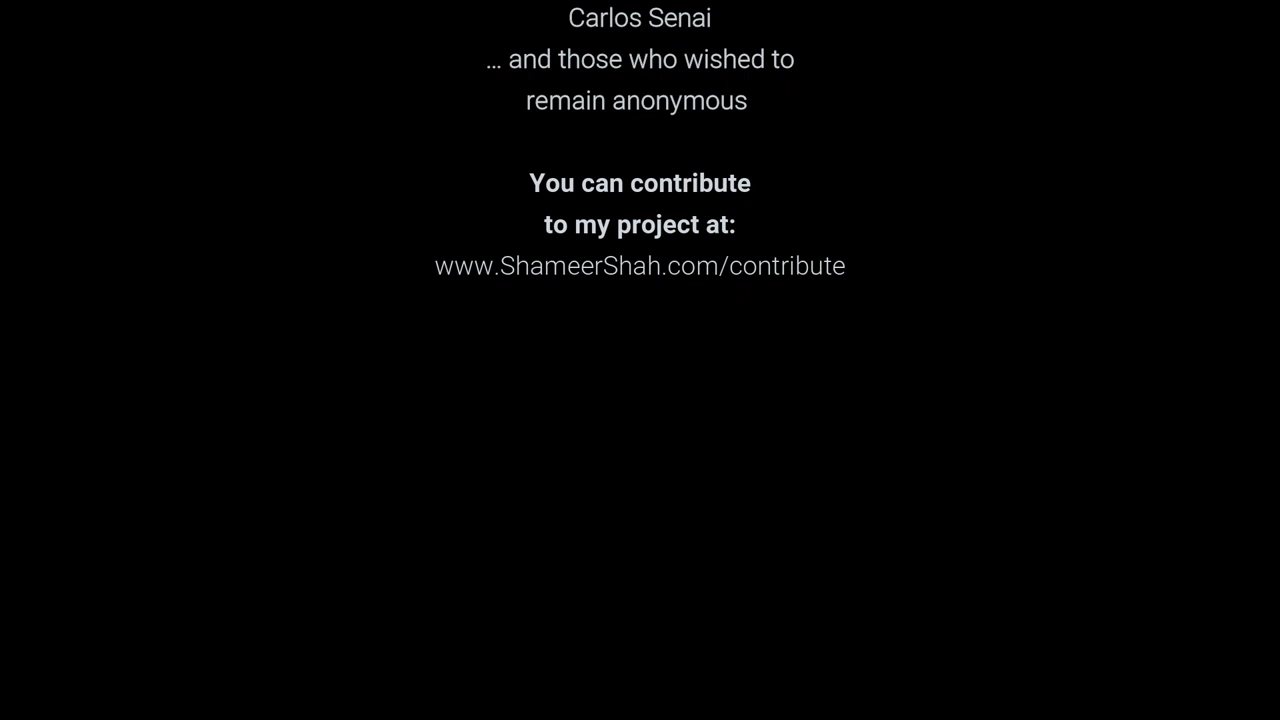 Carlos Senai
... and those who wished to
remain anonymous
You can contribute
to my project at:
www.ShameerShah.com/contribute